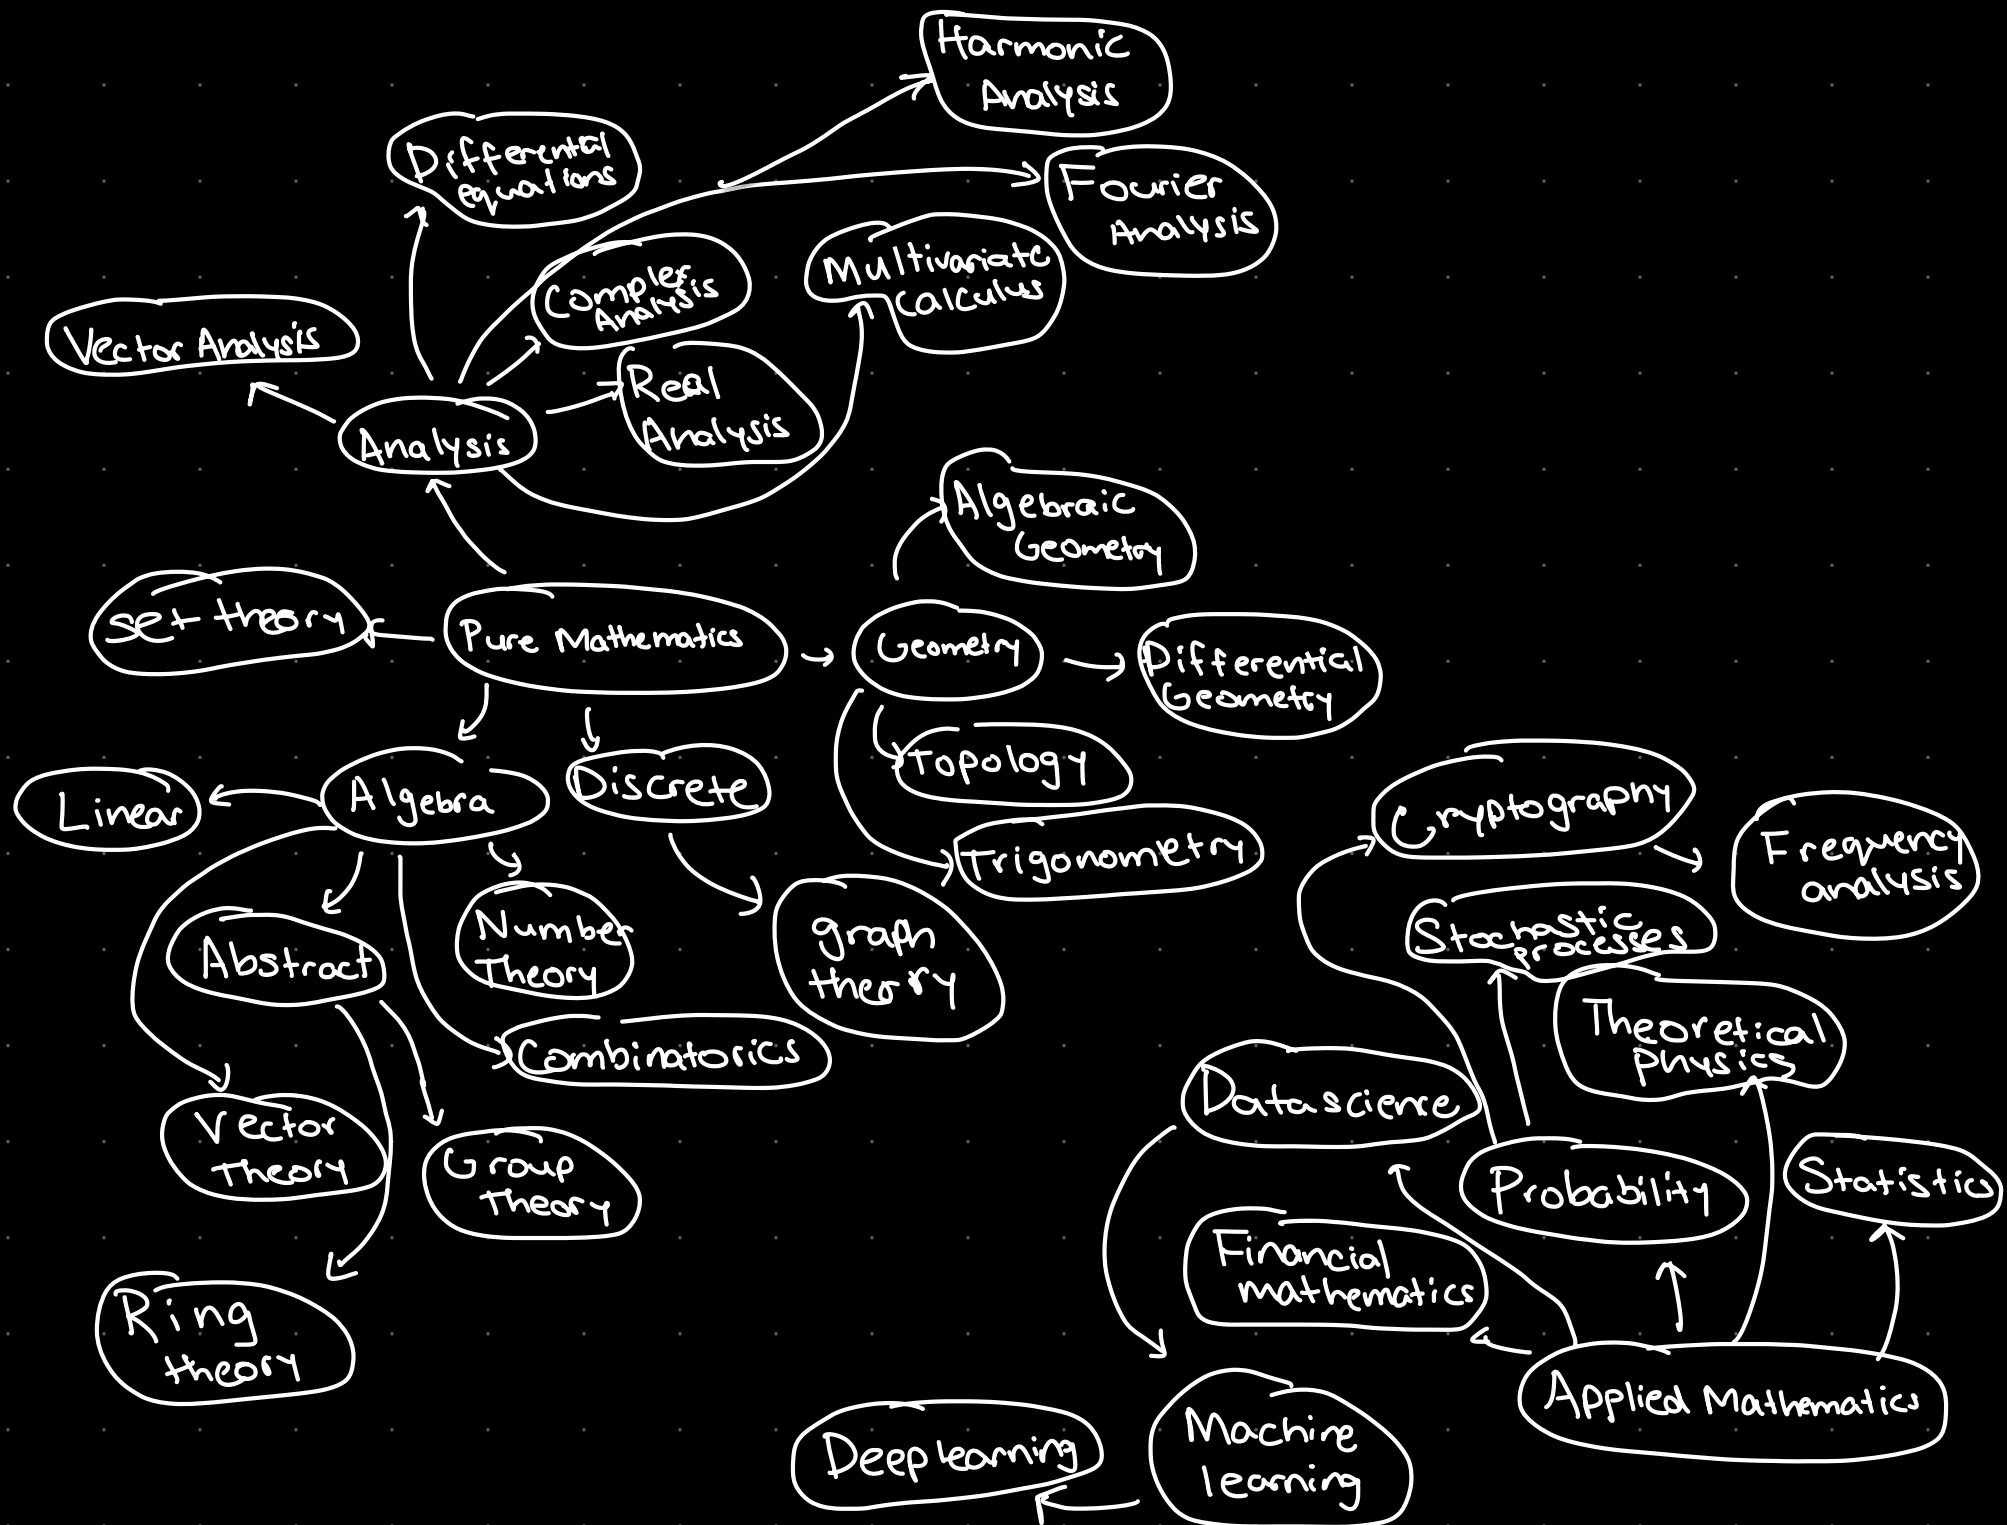 Harmonic
Analysis
Differential
equations
Fourier
Analysis
Complex
Analysis
Multivariate
Calculus
Vector Analysis
Real
Analysis
Analysis
Algebraic
Geometry
set theory
Pure Mathematics
Geometry
Differential
Geometry
Topology
Linear
Algebra
Discrete
Trigonometry
Cryptography
Frequency
analysis
Abstract
Number
Theory
graph
theory
Stochastic
processes
Combinatorics
Theoretical
physics
Data science
Vector
Theory
Group
Theory
Probability
Statistics
Financial
mathematics
Ring
theory
Applied Mathematics
Machine
learning
Deep learning